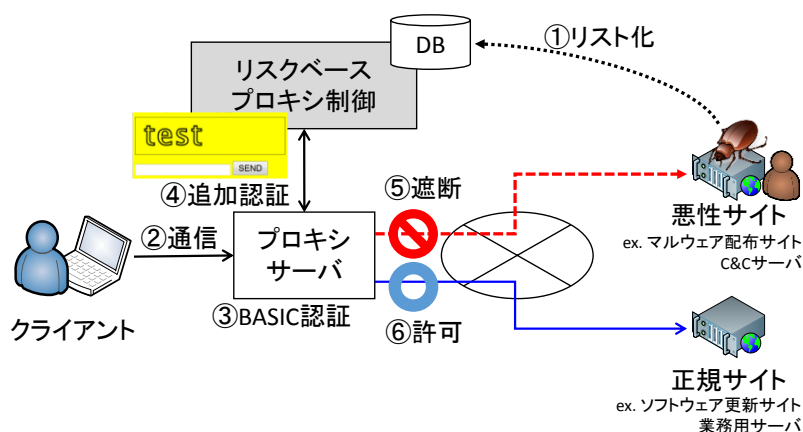 ①リスト化
DB
リスクベース
プロキシ制御
test
SEND
④追加認証
⑤遮断
②通信
プロキシ
サーバ
③BASIC認証
⑥許可
クライアント
悪性サイト
ex. マルウェア配布サイト
C&Cサーバ
正規サイト
ex. ソフトウェア更新サイト
業務用サーバ